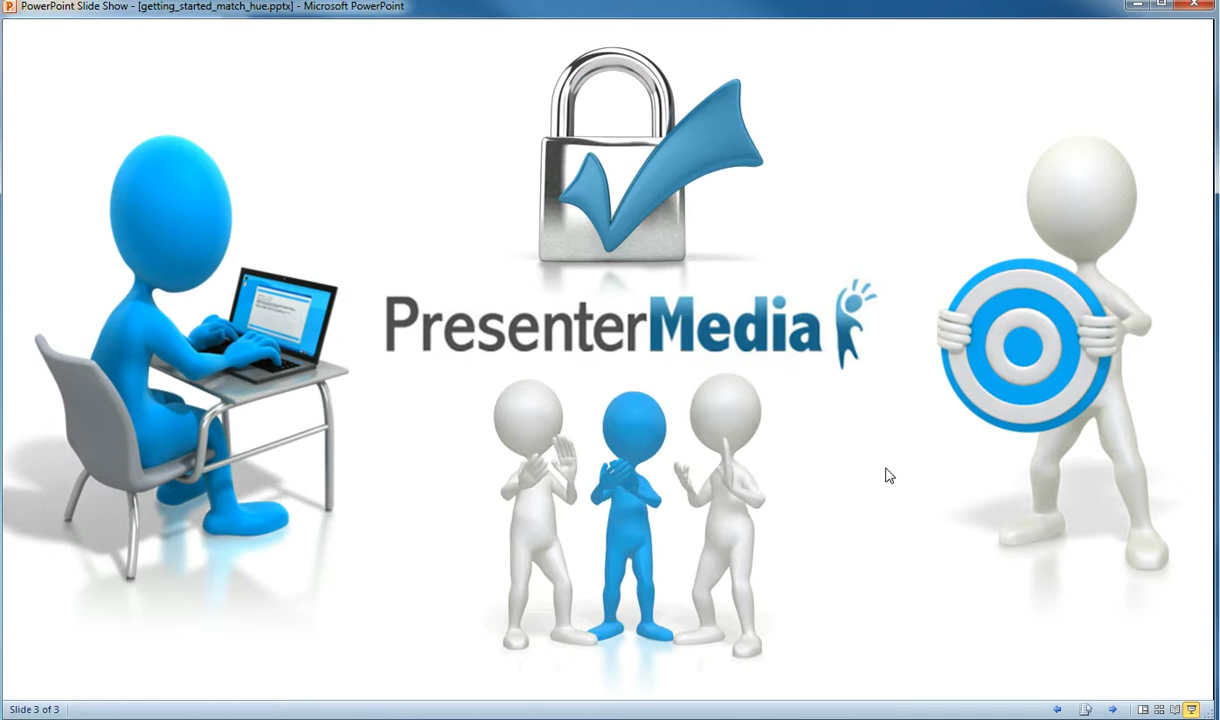 PowerPoint Slide Show - [getting_started_match_hue.pptx] - Microsoft PowerPoint
PresenterMedia
Slide 3 of 3